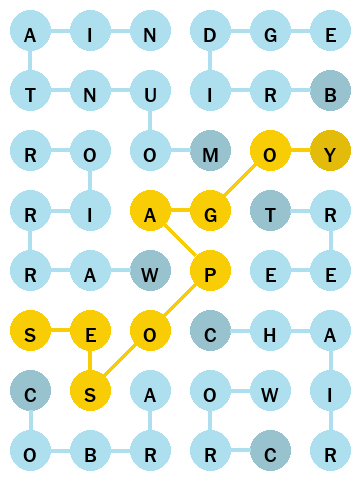 A I N D G E
T N U I R B
R O O M O Y
R I A G T R
R A W P E E
S E O C H A
C S A O W I
O B R R C R